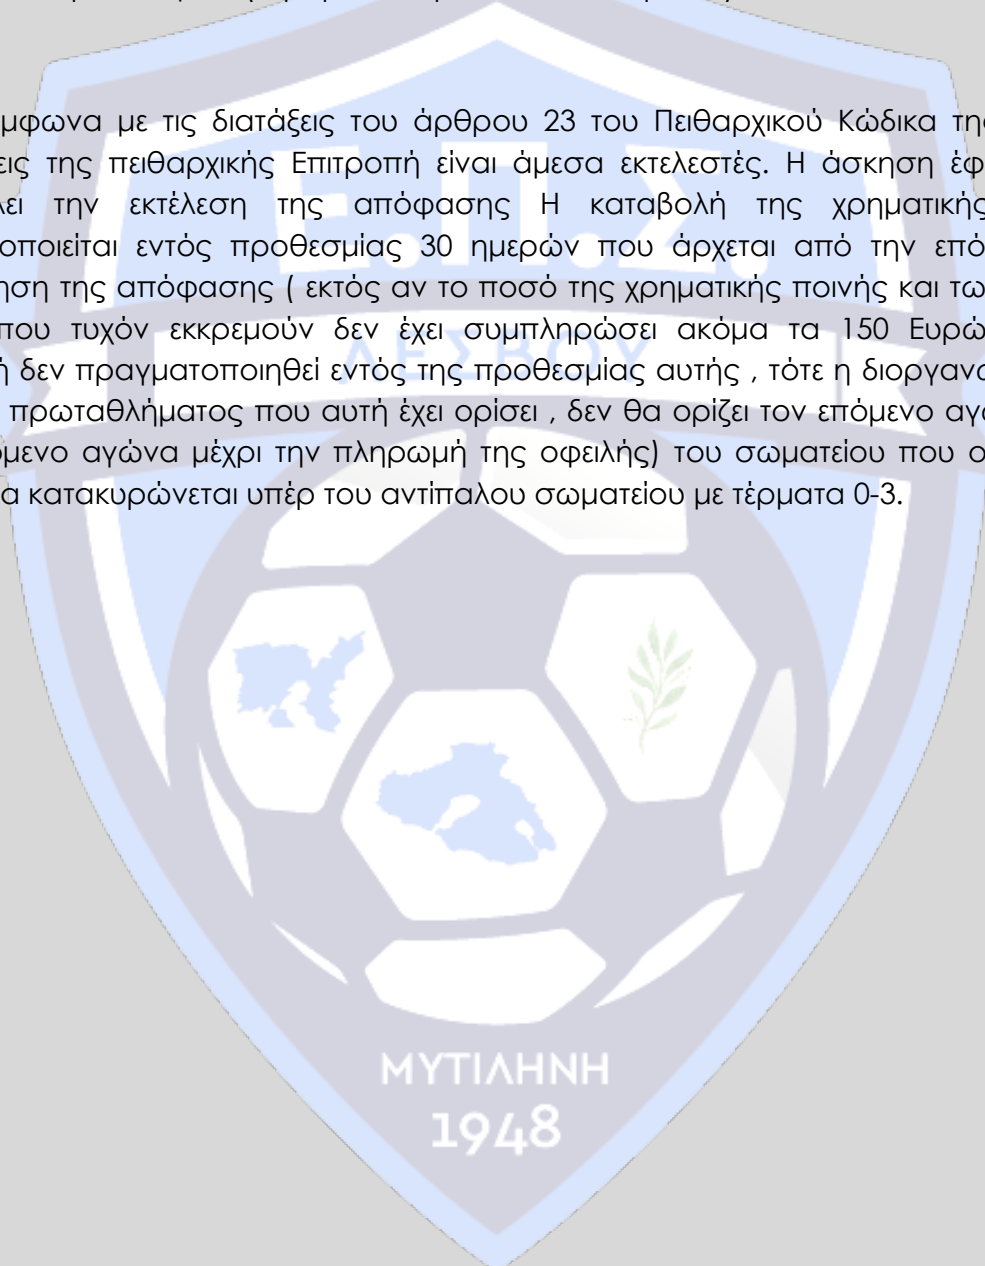 μφωνα με τις διατάξεις του άρθρου 23 του Πειθαρχικού Κώδικα της
εις της πειθαρχικής Επιτροπή είναι άμεσα εκτελεστές. Η άσκηση έφ
λει την εκτέλεση της απόφασης Η καταβολή της χρηματικής
οποιείται εντός προθεσμίας 30 ημερών που άρχεται από την επό
ηση της απόφασης ( εκτός αν το ποσό της χρηματικής ποινής και τω
που τυχόν εκκρεμούν δεν έχει συμπληρώσει ακόμα τα 150 Ευρώ
ή δεν πραγματοποιηθεί εντός της προθεσμίας αυτής , τότε η διοργανα
πρωταθλήματος που αυτή έχει ορίσει , δεν θα ορίζει τον επόμενο αγ
όμενο αγώνα μέχρι την πληρωμή της οφειλής) του σωματείου που ο
α κατακυρώνεται υπέρ του αντίπαλου σωματείου με τέρματα 0-3.
Ε.Π.Σ.
ΛΕΣΒΟΥ
ΜΥΤΙΛΗΝΗ
1948